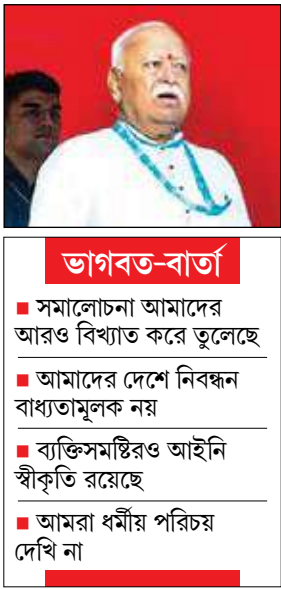 ভাগবত-বার্তা
■ সমালোচনা আমাদের
আরও বিখ্যাত করে তুলেছে
■ আমাদের দেশে নিবন্ধন
বাধ্যতামূলক নয়
■ ব্যক্তিসমষ্টিরও আইনি
স্বীকৃতি রয়েছে
■ আমরা ধর্মীয় পরিচয়
দেখি না